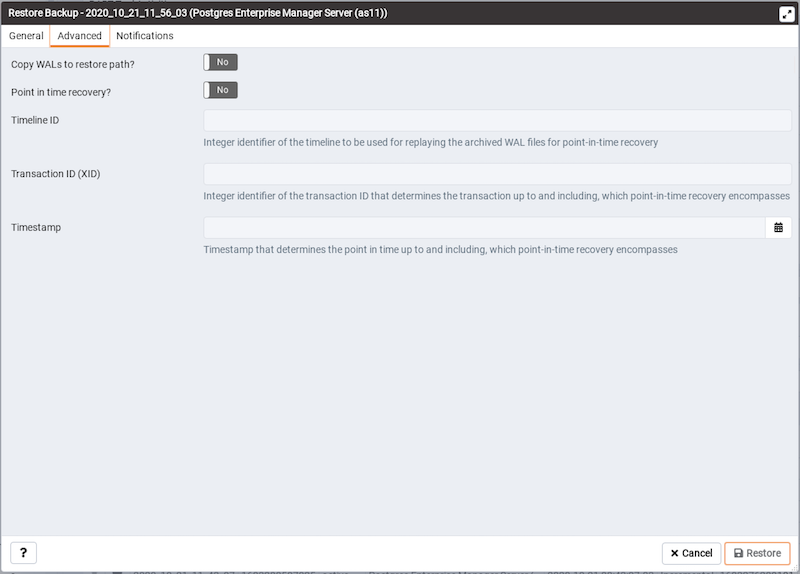 Restore Backup - 2020_10_21_11_56_03 (Postgres Enterprise Manager Server (as11))
General Advanced Notifications
Copy WALs to restore path? No
Point in time recovery? No
Timeline ID
Integer identifier of the timeline to be used for replaying the archived WAL files for point-in-time recovery
Transaction ID (XID)
Integer identifier of the transaction ID that determines the transaction up to and including, which point-in-time recovery encompasses
Timestamp
Timestamp that determines the point in time up to and including, which point-in-time recovery encompasses
? Cancel Restore